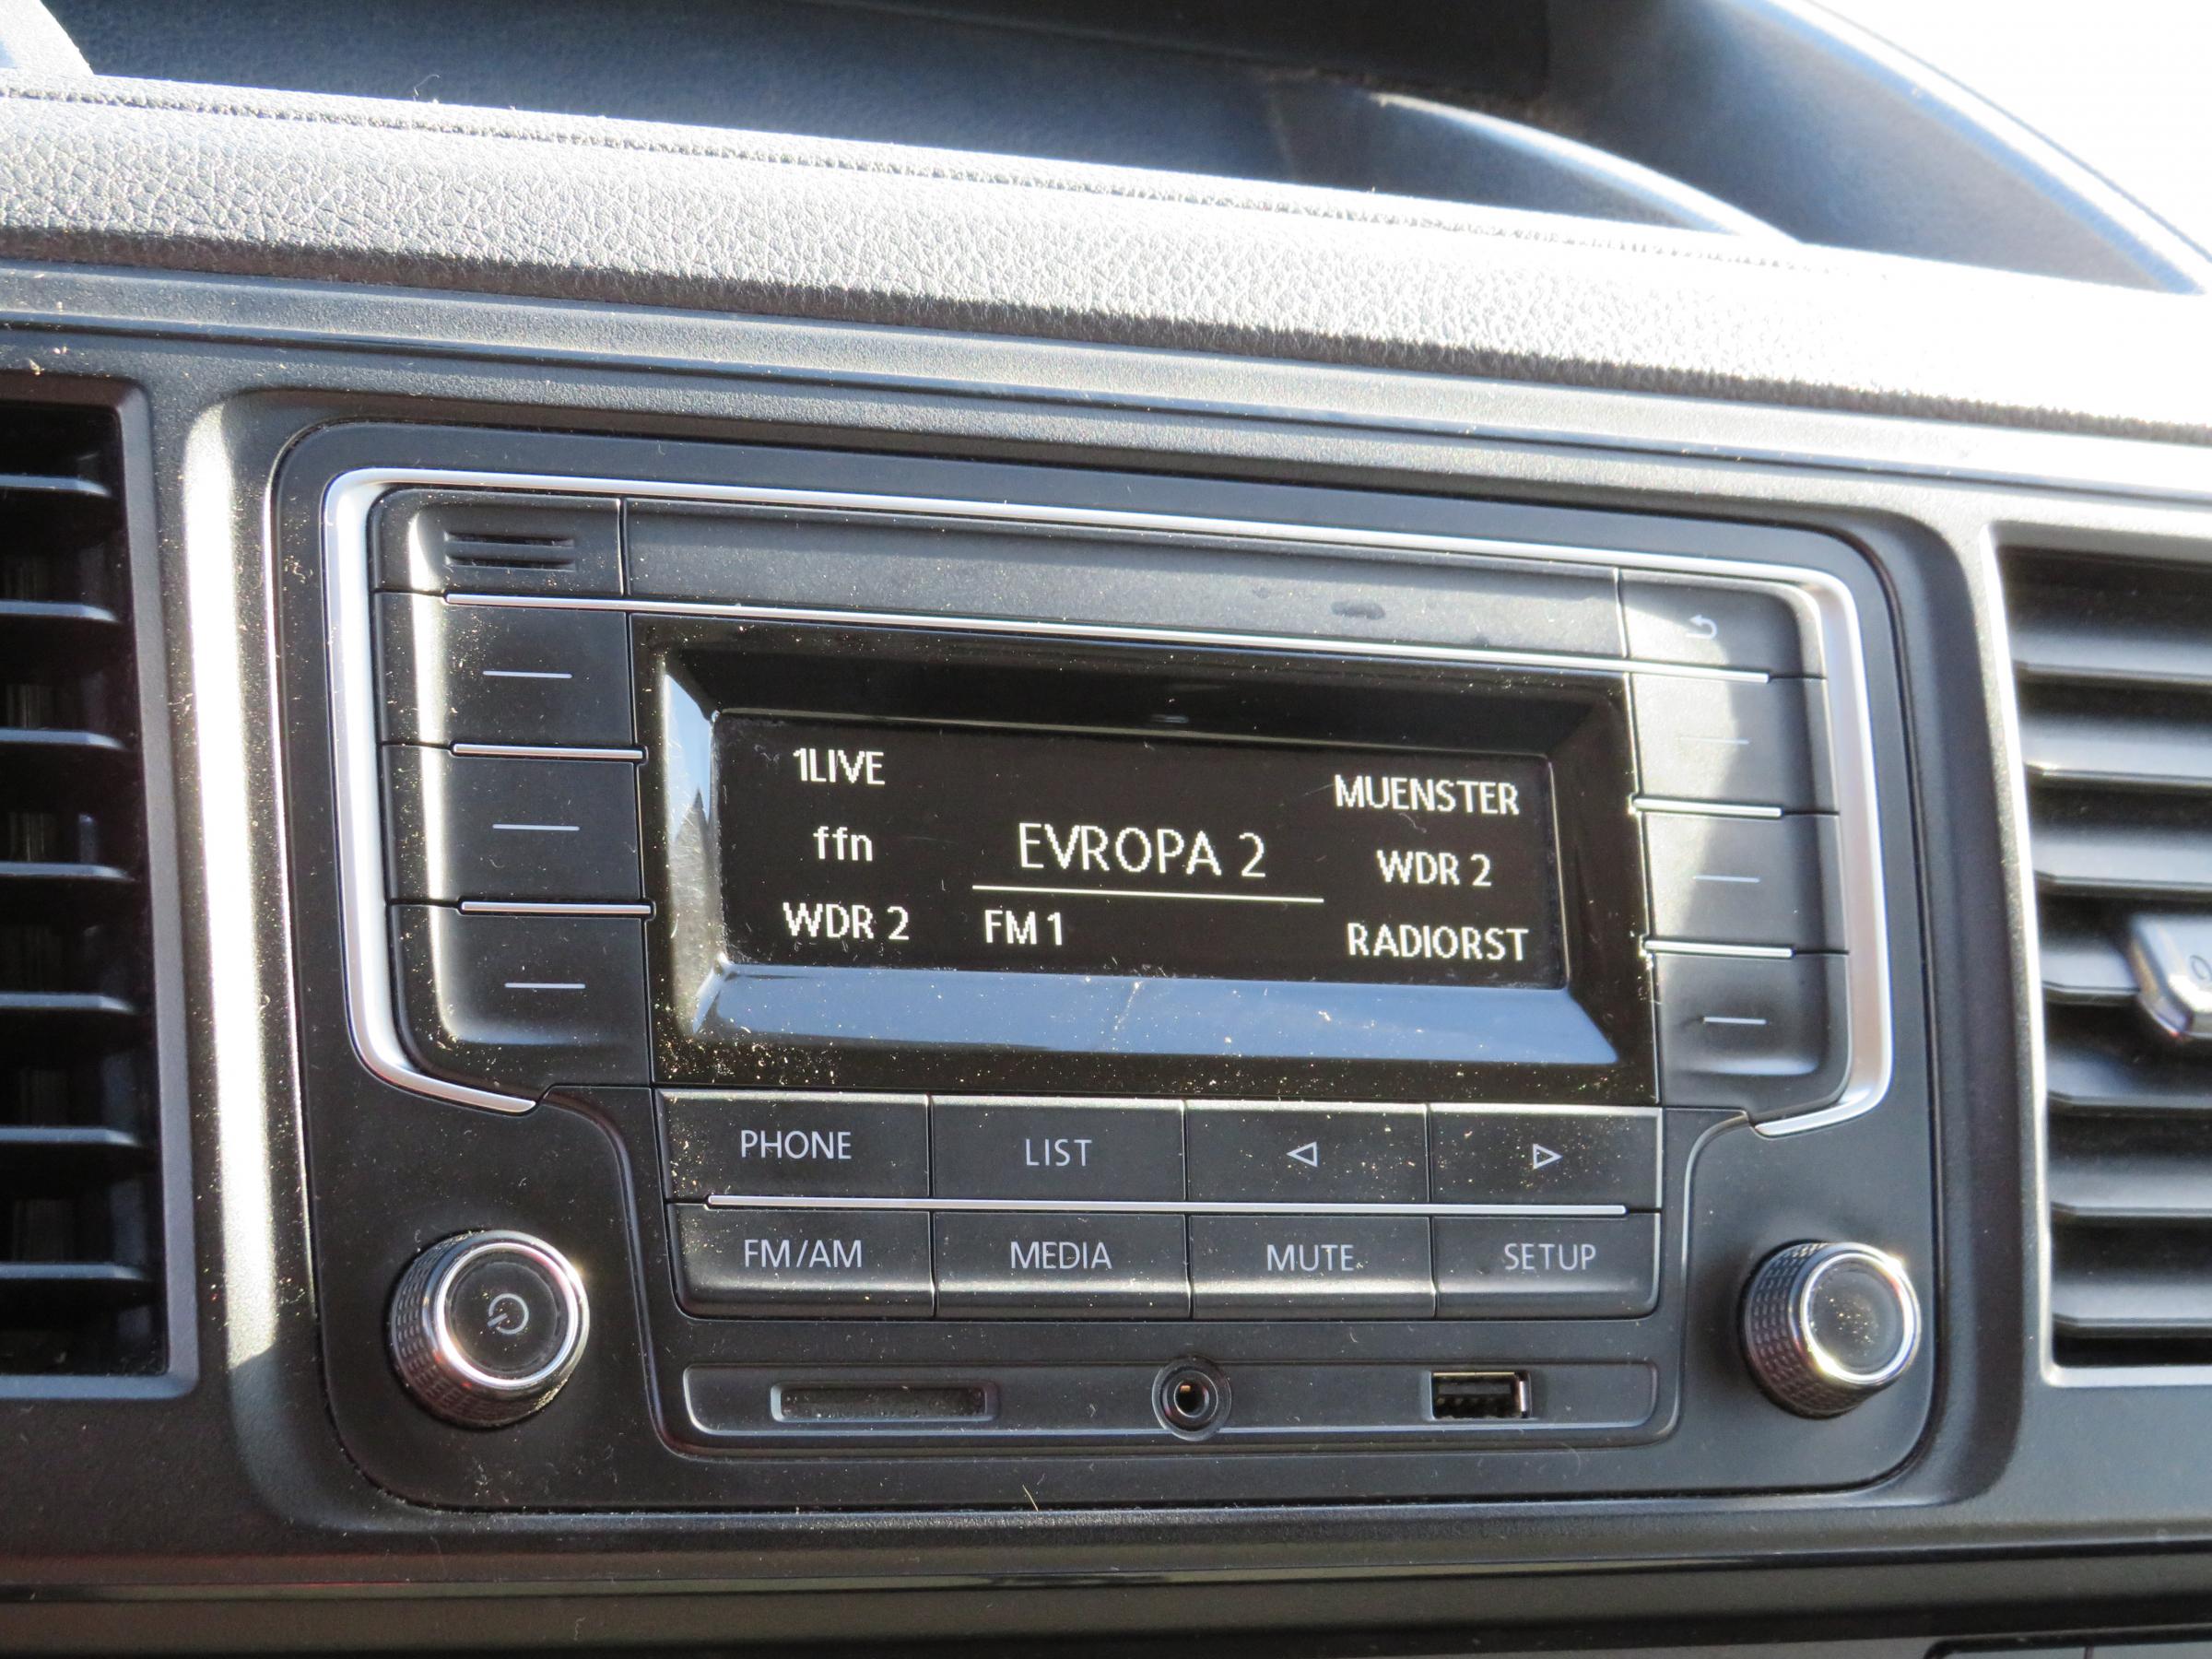 1LIVE
MUENSTER
ffn
EVROPA 2
WDR 2
WDR 2
FM 1
RADIORST
PHONE
LIST
FM/AM
MEDIA
MUTE
SETUP